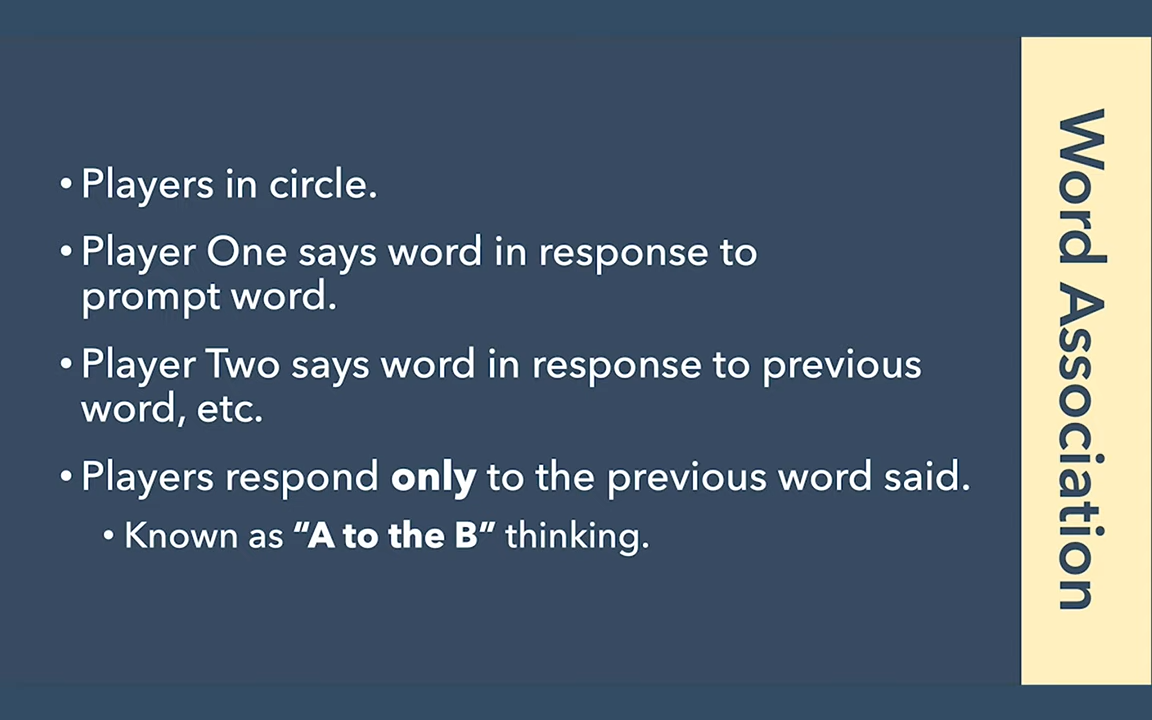 • Players in circle.
• Player One says word in response to
prompt word.
• Player Two says word in response to previous
word, etc.
• Players respond only to the previous word said.
• Known as “A to the B” thinking.
Word Association